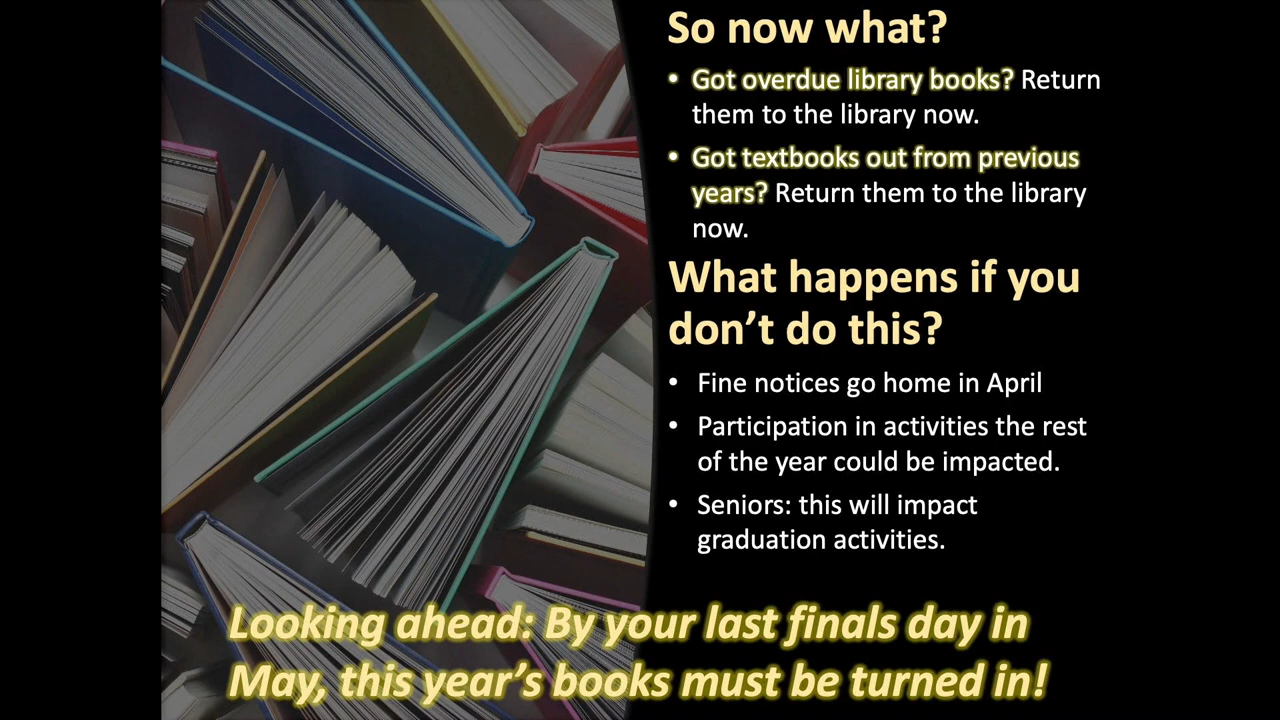 So now what?
• Got overdue library books? Return
them to the library now.
• Got textbooks out from previous
years? Return them to the library
now.
What happens if you
don’t do this?
• Fine notices go home in April
• Participation in activities the rest
of the year could be impacted.
• Seniors: this will impact
graduation activities.
Looking ahead: By your last finals day in
May, this year’s books must be turned in!